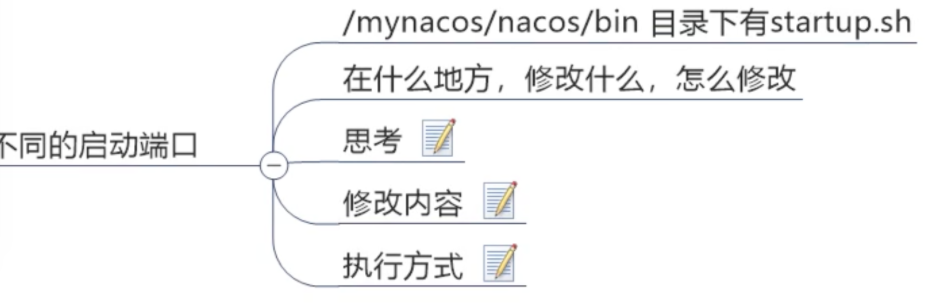 /mynacos/nacos/bin 目录下有startup.sh
在什么地方，修改什么，怎么修改
不同的启动端口
思考
修改内容
执行方式